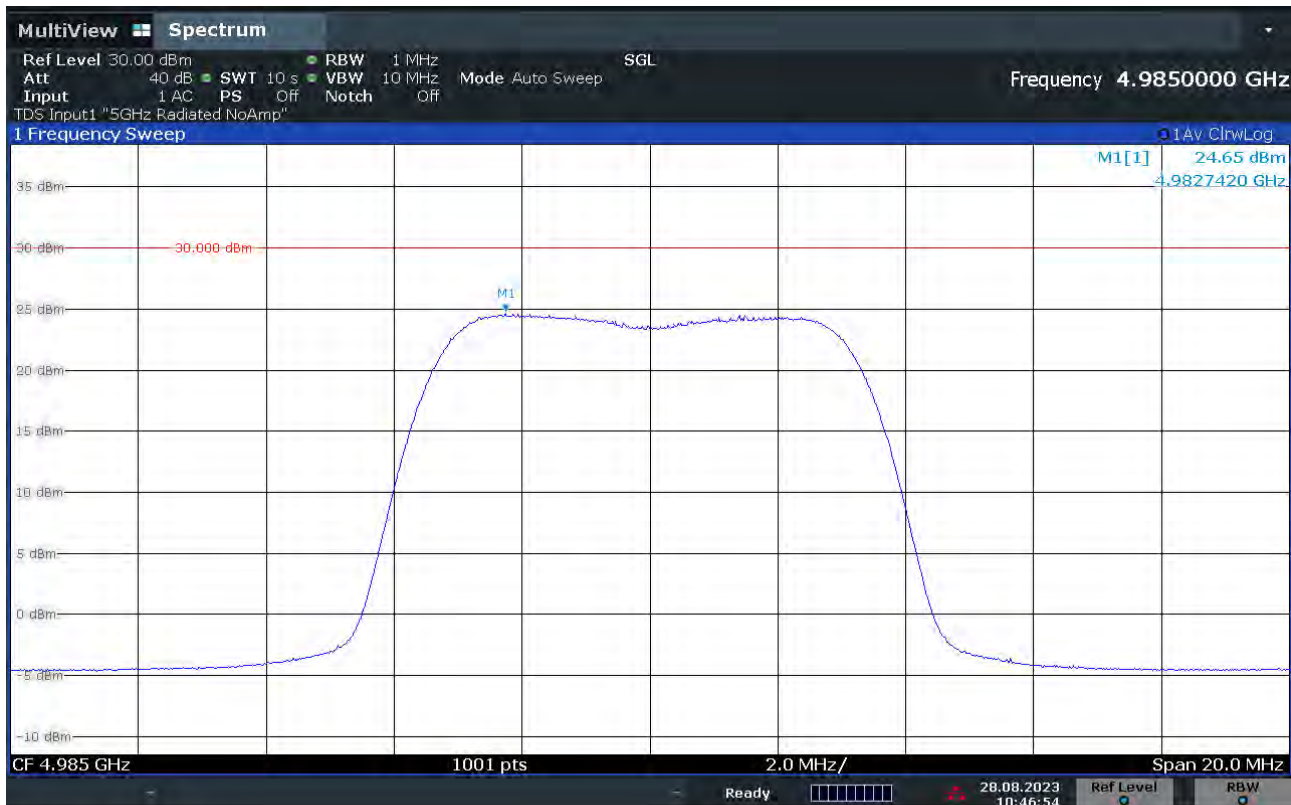 MultiView Spectrum
Ref Level 30.00 dBm RBW 1 MHz SGL
Att 40 dB SWT 10 s VBW 10 MHz Mode Auto Sweep Frequency 4.9850000 GHz
Input 1 AC PS Off Notch Off
TDS Input1 "5GHz Radiated NoAmp"
1 Frequency Sweep 1Av ClrwLog
M1[1] 24.65 dBm
4.9827420 GHz
35 dBm
30 dBm 30.000 dBm
M1
25 dBm
20 dBm
15 dBm
10 dBm
5 dBm
0 dBm
-5 dBm
-10 dBm
CF 4.985 GHz 1001 pts 2.0 MHz/ Span 20.0 MHz
Ready 28.08.2023 Ref Level RBW
10:46:54